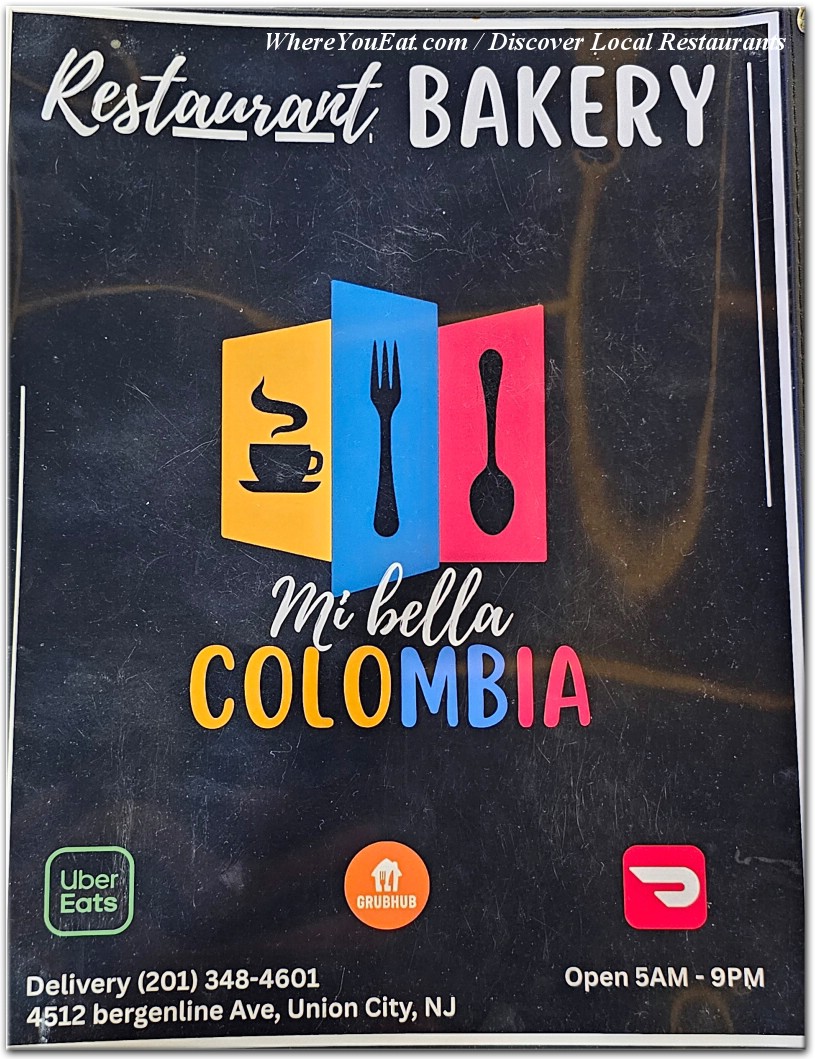 WhereYouEat.com / Discover Local Restaurants
Restaurant BAKERY
Mi bella
COLOMBIA
Uber
Eats
GRUBHUB
Delivery (201) 348-4601
Open 5AM - 9PM
4512 bergenline Ave, Union City, NJ